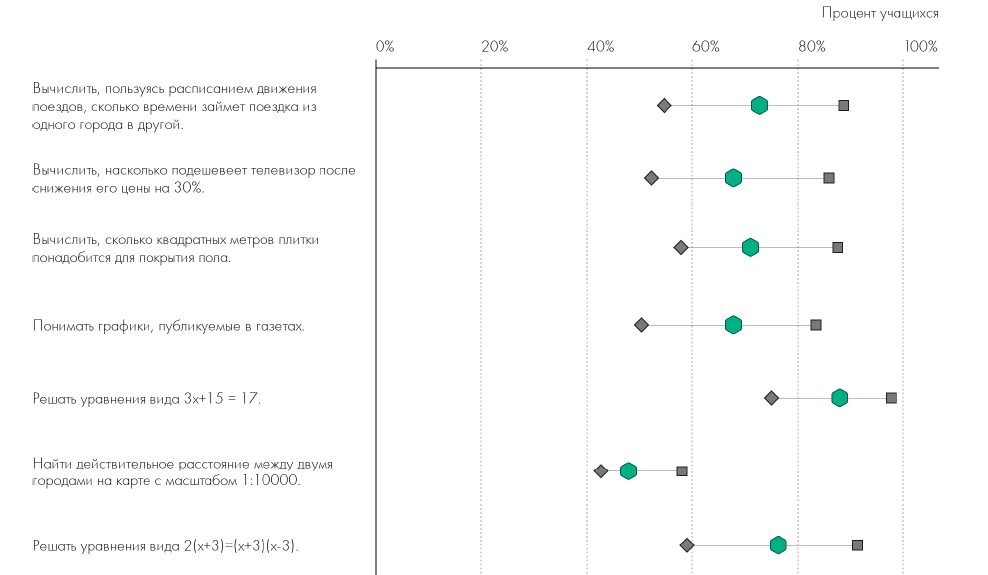 Процент учащихся
0% 20% 40% 60% 80% 100%
Вычислить, пользуясь расписанием движения
поездов, сколько времени займет поездка из
одного города в другой.
Вычислить, насколько подешевеет телевизор после
снижения его цены на 30%.
Вычислить, сколько квадратных метров плитки
понадобится для покрытия пола.
Понимать графики, публикуемые в газетах.
Решать уравнения вида 3x+15 = 17.
Найти действительное расстояние между двумя
городами на карте с масштабом 1:10000.
Решать уравнения вида 2(x+3)=(x+3)(x-3).